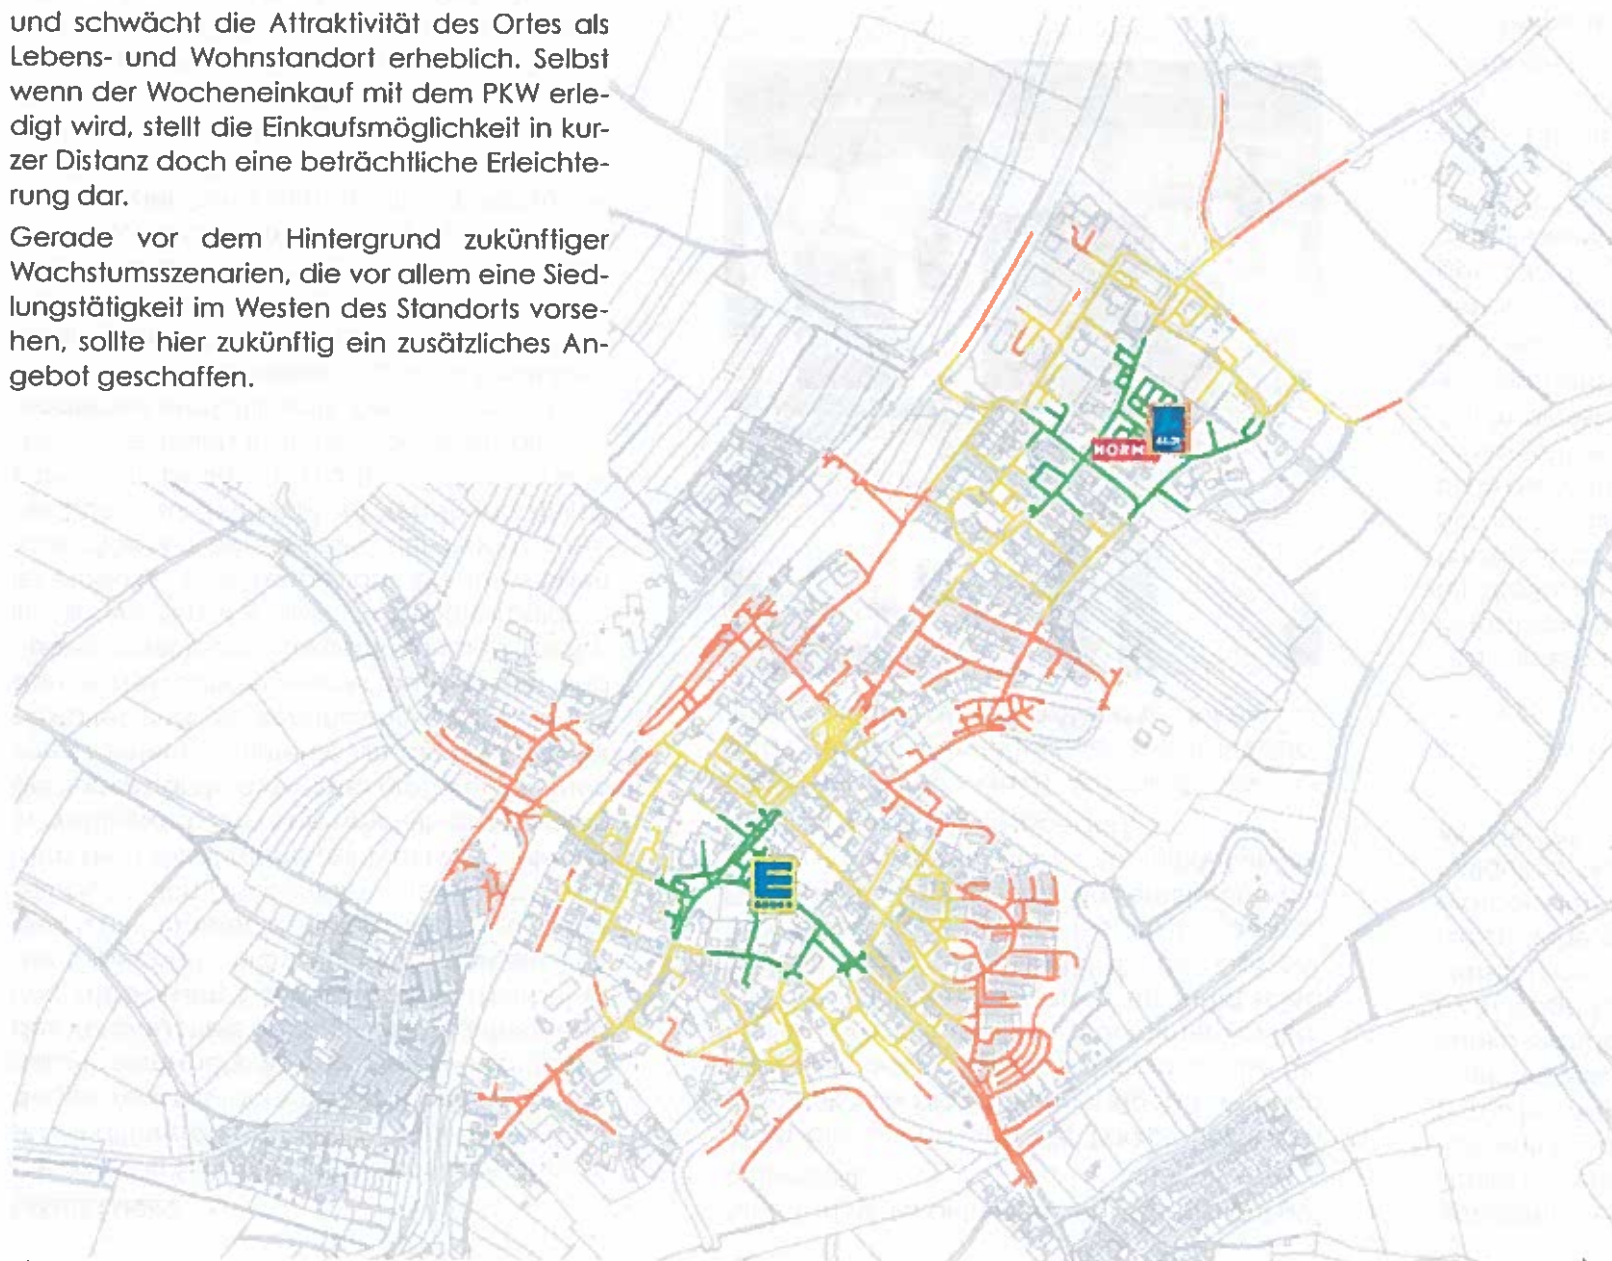 und schwächt die Attraktivität des Ortes als
Lebens- und Wohnstandort erheblich. Selbst
wenn der Wocheneinkauf mit dem PKW erle-
digt wird, stellt die Einkaufsmöglichkeit in kur-
zer Distanz doch eine beträchtliche Erleichte-
rung dar.
Gerade vor dem Hintergrund zukünftiger
Wachstumsszenarien, die vor allem eine Sied-
lungstätigkeit im Westen des Standorts vorse-
hen, sollte hier zukünftig ein zusätzliches An-
gebot geschaffen.
ALDI
NORM
E